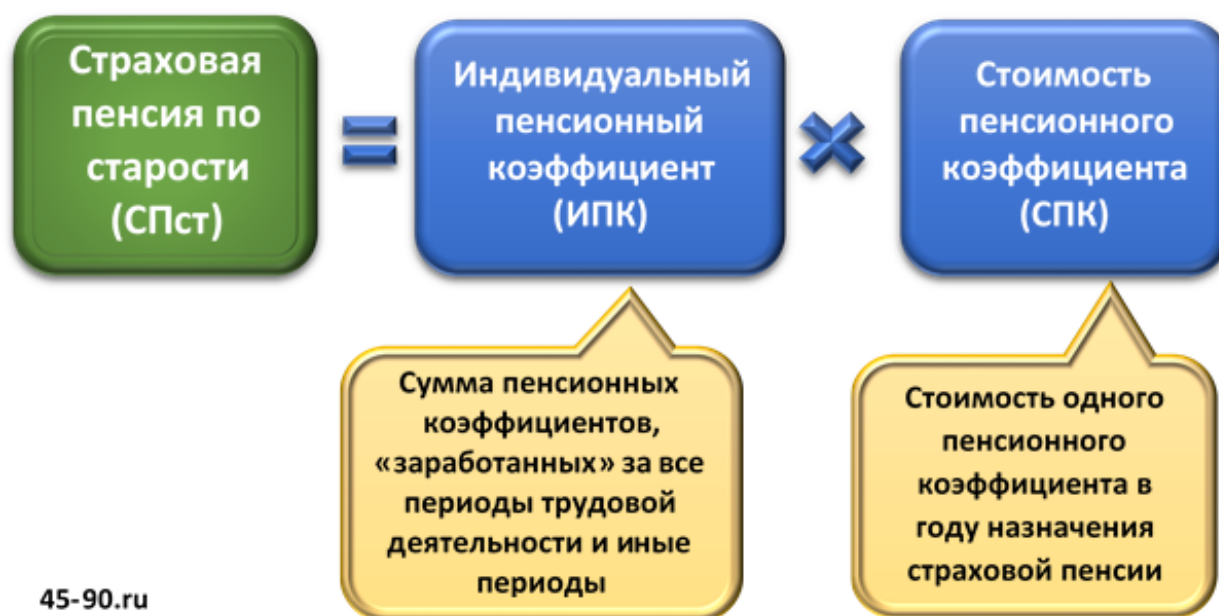 Страховая
пенсия по
старости
(СПст)
=
Индивидуальный
пенсионный
коэффициент
(ИПК)
×
Стоимость
пенсионного
коэффициента
(СПК)
Сумма пенсионных
коэффициентов,
«заработанных» за все
периоды трудовой
деятельности и иные
периоды
Стоимость одного
пенсионного
коэффициента в
году назначения
страховой пенсии
45-90.ru